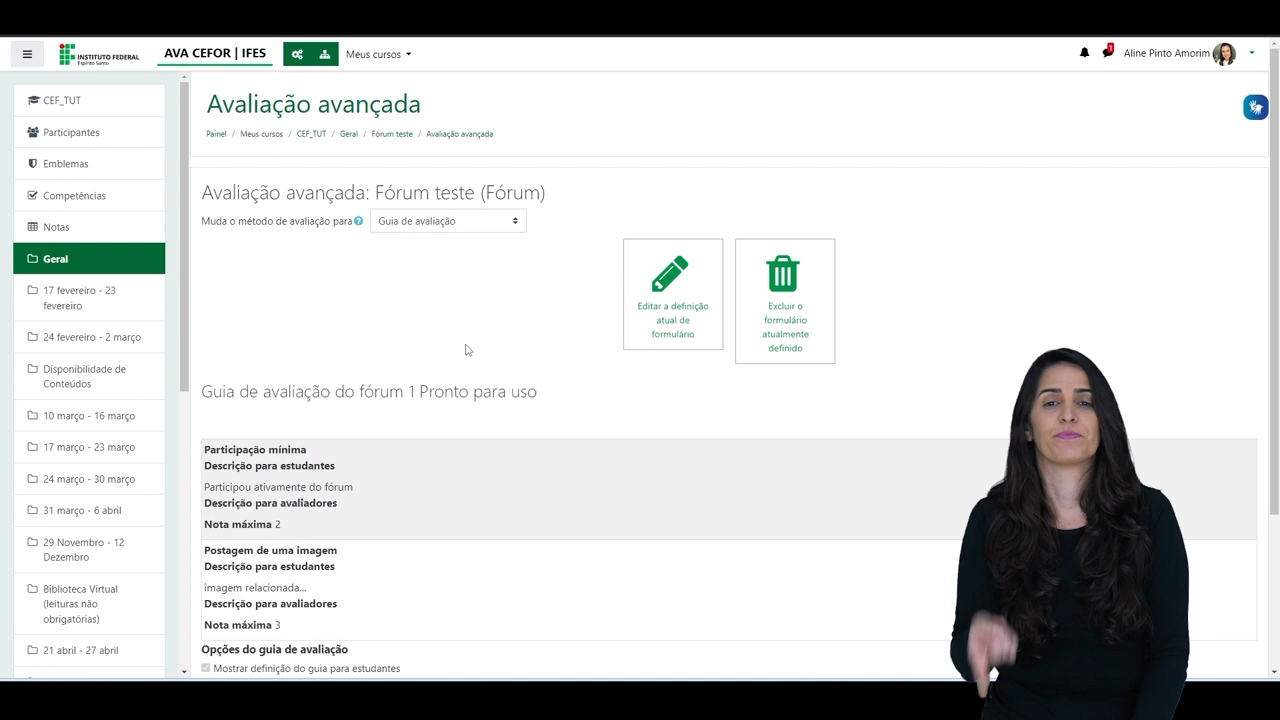 INSTITUTO FEDERAL
Espírito Santo
AVA CEFOR | IFES
Meus cursos
1
Aline Pinto Amorim
CEF_TUT
Participantes
Emblemas
Competências
Notas
Geral
17 fevereiro - 23
fevereiro
24 fevereiro - 2 março
Disponibilidade de
Conteúdos
10 março - 16 março
17 março - 23 março
24 março - 30 março
31 março - 6 abril
29 Novembro - 12
Dezembro
Biblioteca Virtual
(leituras não
obrigatórias)
21 abril - 27 abril
Avaliação avançada
Painel / Meus cursos / CEF_TUT / Geral / Fórum teste / Avaliação avançada
Avaliação avançada: Fórum teste (Fórum)
Muda o método de avaliação para
Guia de avaliação
Editar a definição
atual de
formulário
Excluir o
formulário
atualmente
definido
Guia de avaliação do fórum 1 Pronto para uso
Participação mínima
Descrição para estudantes
Participou ativamente do fórum
Descrição para avaliadores
Nota máxima 2
Postagem de uma imagem
Descrição para estudantes
imagem relacionada...
Descrição para avaliadores
Nota máxima 3
Opções do guia de avaliação
Mostrar definição do guia para estudantes